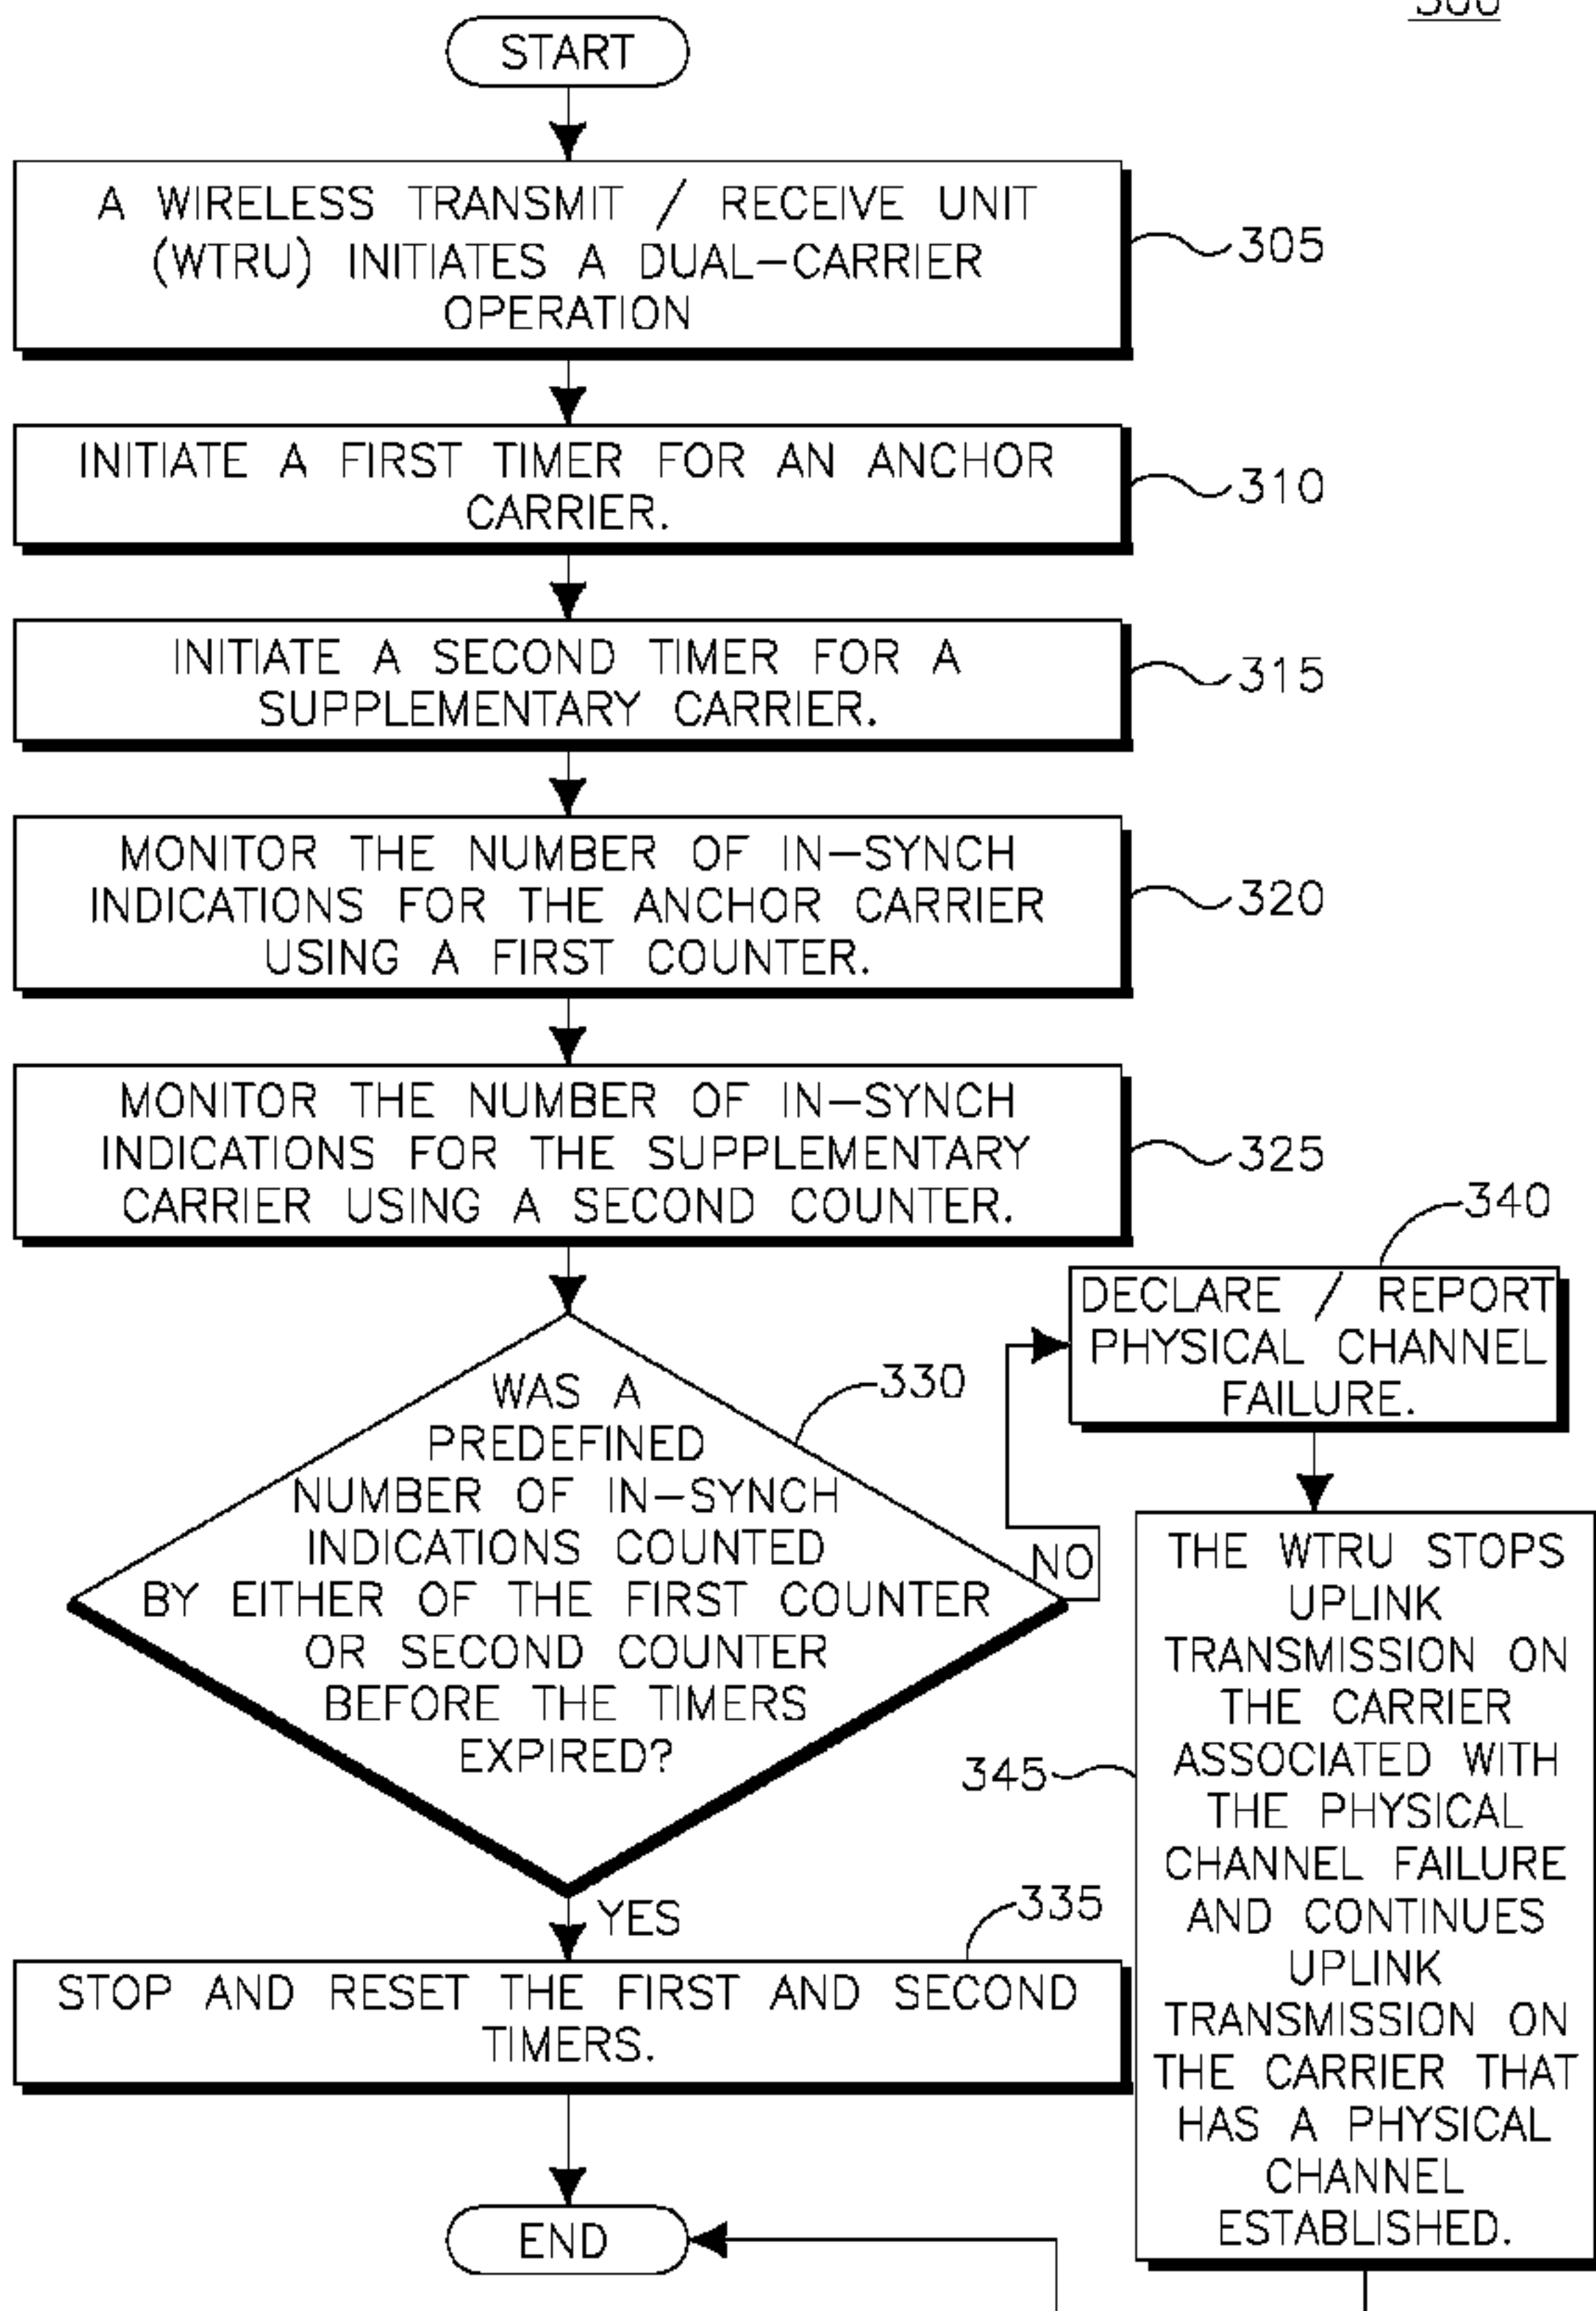 300
START
A WIRELESS TRANSMIT / RECEIVE UNIT
(WTRU) INITIATES A DUAL-CARRIER
OPERATION
305
INITIATE A FIRST TIMER FOR AN ANCHOR
CARRIER.
310
INITIATE A SECOND TIMER FOR A
SUPPLEMENTARY CARRIER.
315
MONITOR THE NUMBER OF IN-SYNCH
INDICATIONS FOR THE ANCHOR CARRIER
USING A FIRST COUNTER.
320
MONITOR THE NUMBER OF IN-SYNCH
INDICATIONS FOR THE SUPPLEMENTARY
CARRIER USING A SECOND COUNTER.
325
WAS A
PREDEFINED
NUMBER OF IN-SYNCH
INDICATIONS COUNTED
BY EITHER OF THE FIRST COUNTER
OR SECOND COUNTER
BEFORE THE TIMERS
EXPIRED?
330
NO
340
DECLARE / REPORT
PHYSICAL CHANNEL
FAILURE.
THE WTRU STOPS
UPLINK
TRANSMISSION ON
THE CARRIER
ASSOCIATED WITH
THE PHYSICAL
CHANNEL FAILURE
AND CONTINUES
UPLINK
TRANSMISSION ON
THE CARRIER THAT
HAS A PHYSICAL
CHANNEL
ESTABLISHED.
345
YES
335
STOP AND RESET THE FIRST AND SECOND
TIMERS.
END